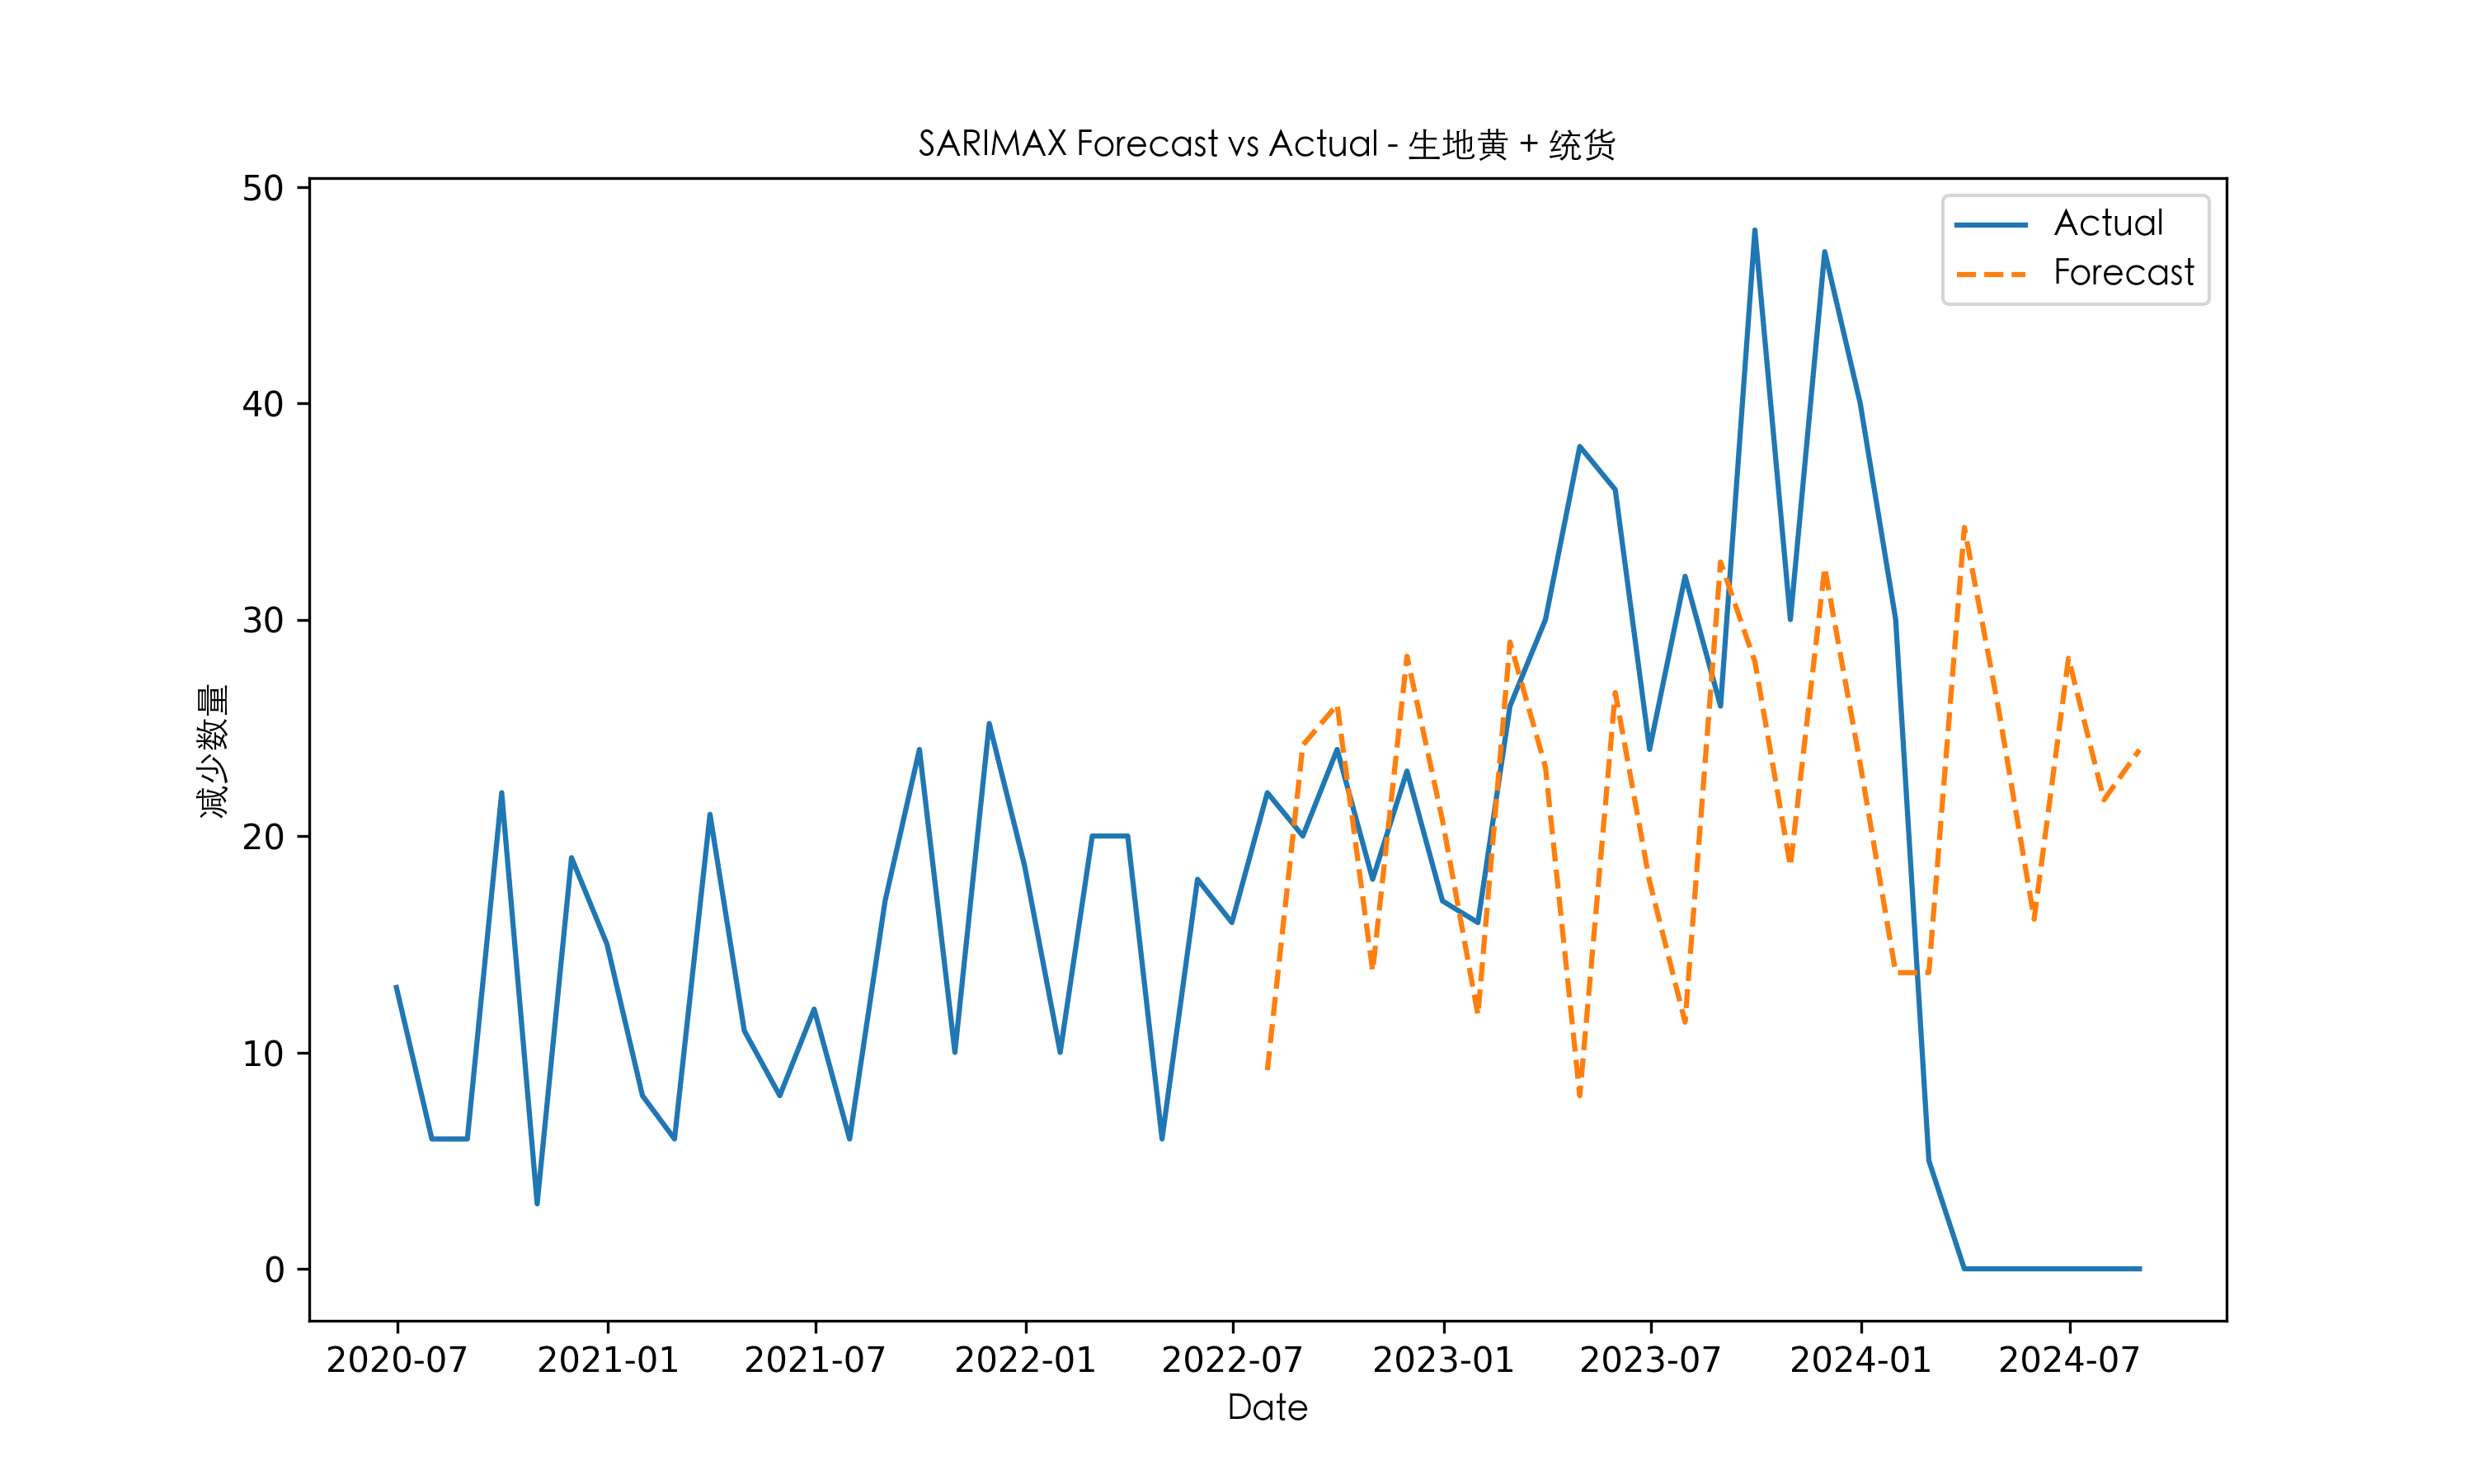 SARIMAX Forecast vs Actual - 生地黄 + 统货
Actual
Forecast
减少数量
50
40
30
20
10
0
2020-07 2021-01 2021-07 2022-01 2022-07 2023-01 2023-07 2024-01 2024-07
Date